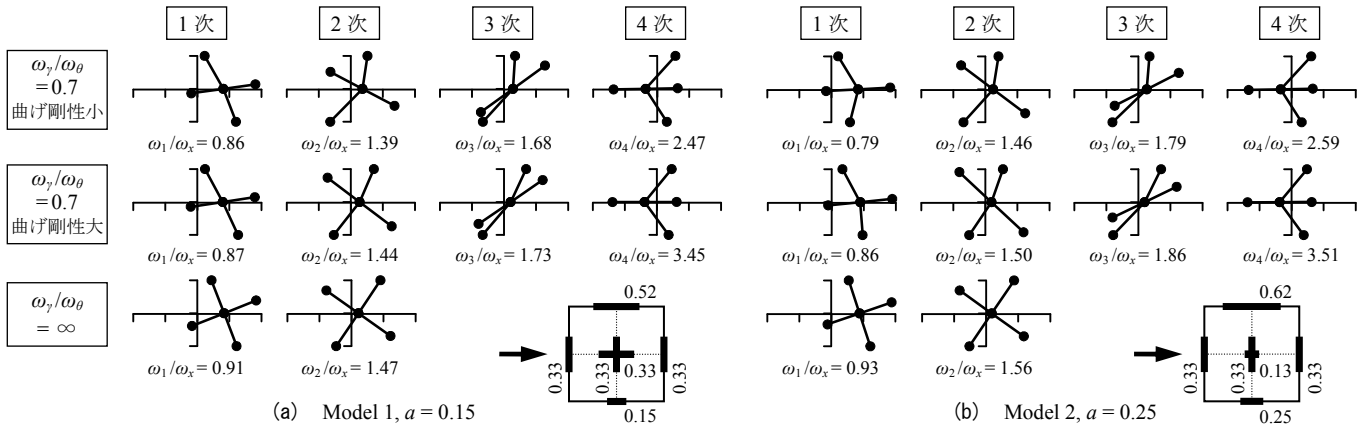 1 次 2 次 3 次 4 次 1 次 2 次 3 次 4 次
ωγ/ωθ
= 0.7
曲げ剛性小
ω1/ωx = 0.86 ω2/ωx = 1.39 ω3/ωx = 1.68 ω4/ωx = 2.47 ω1/ωx = 0.79 ω2/ωx = 1.46 ω3/ωx = 1.79 ω4/ωx = 2.59
ωγ/ωθ
= 0.7
曲げ剛性大
ω1/ωx = 0.87 ω2/ωx = 1.44 ω3/ωx = 1.73 ω4/ωx = 3.45 ω1/ωx = 0.86 ω2/ωx = 1.50 ω3/ωx = 1.86 ω4/ωx = 3.51
ωγ/ωθ
= ∞
ω1/ωx = 0.91 ω2/ωx = 1.47
0.52
0.33 0.33 0.33 0.33
0.15
ω1/ωx = 0.93 ω2/ωx = 1.56
0.62
0.33 0.33 0.13 0.33
0.25
(a) Model 1, a = 0.15 (b) Model 2, a = 0.25